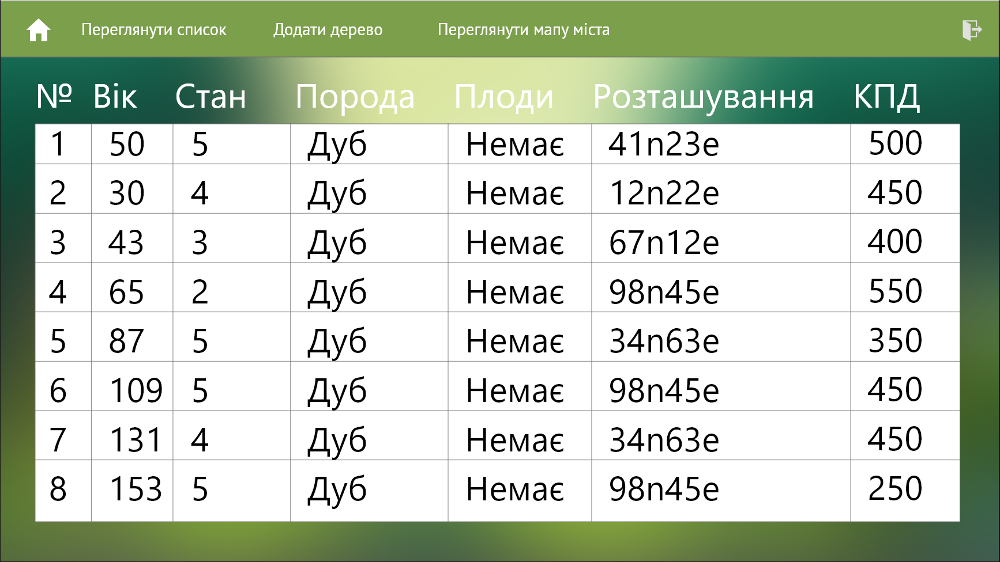 Переглянути список Додати дерево Переглянути мапу міста
№ Вік Стан Порода Плоди Розташування КПД
1 50 5 Дуб Немає 41n23e 500
2 30 4 Дуб Немає 12n22e 450
3 43 3 Дуб Немає 67n12e 400
4 65 2 Дуб Немає 98n45e 550
5 87 5 Дуб Немає 34n63e 350
6 109 5 Дуб Немає 98n45e 450
7 131 4 Дуб Немає 34n63e 450
8 153 5 Дуб Немає 98n45e 250